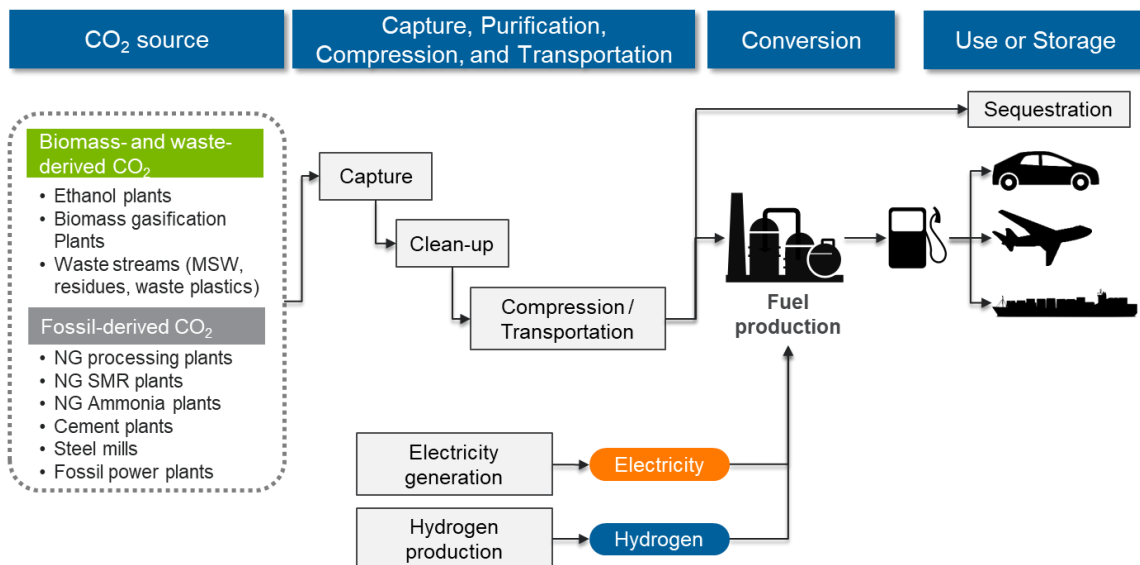 CO₂ source
Capture, Purification,
Compression, and Transportation
Conversion
Use or Storage
Biomass- and waste-
derived CO₂
• Ethanol plants
• Biomass gasification
Plants
• Waste streams (MSW,
residues, waste plastics)
Fossil-derived CO₂
• NG processing plants
• NG SMR plants
• NG Ammonia plants
• Cement plants
• Steel mills
• Fossil power plants
Capture
Clean-up
Compression /
Transportation
Sequestration
Fuel
production
Electricity
generation
Electricity
Hydrogen
production
Hydrogen